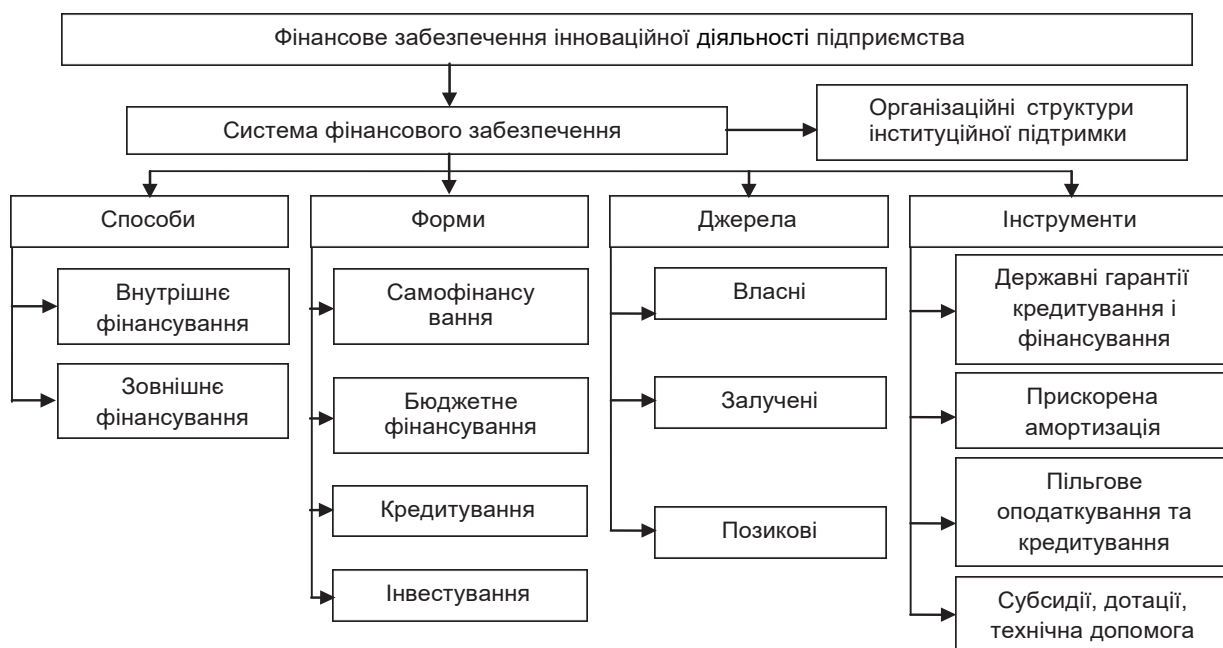 Фінансове забезпечення інноваційної діяльності підприємства
Система фінансового забезпечення
Організаційні структури
інституційної підтримки
Способи
Форми
Джерела
Інструменти
Внутрішнє
фінансування
Зовнішнє
фінансування
Самофінансу
вання
Бюджетне
фінансування
Кредитування
Інвестування
Власні
Залучені
Позикові
Державні гарантії
кредитування і
фінансування
Прискорена
амортизація
Пільгове
оподаткування та
кредитування
Субсидії, дотації,
технічна допомога